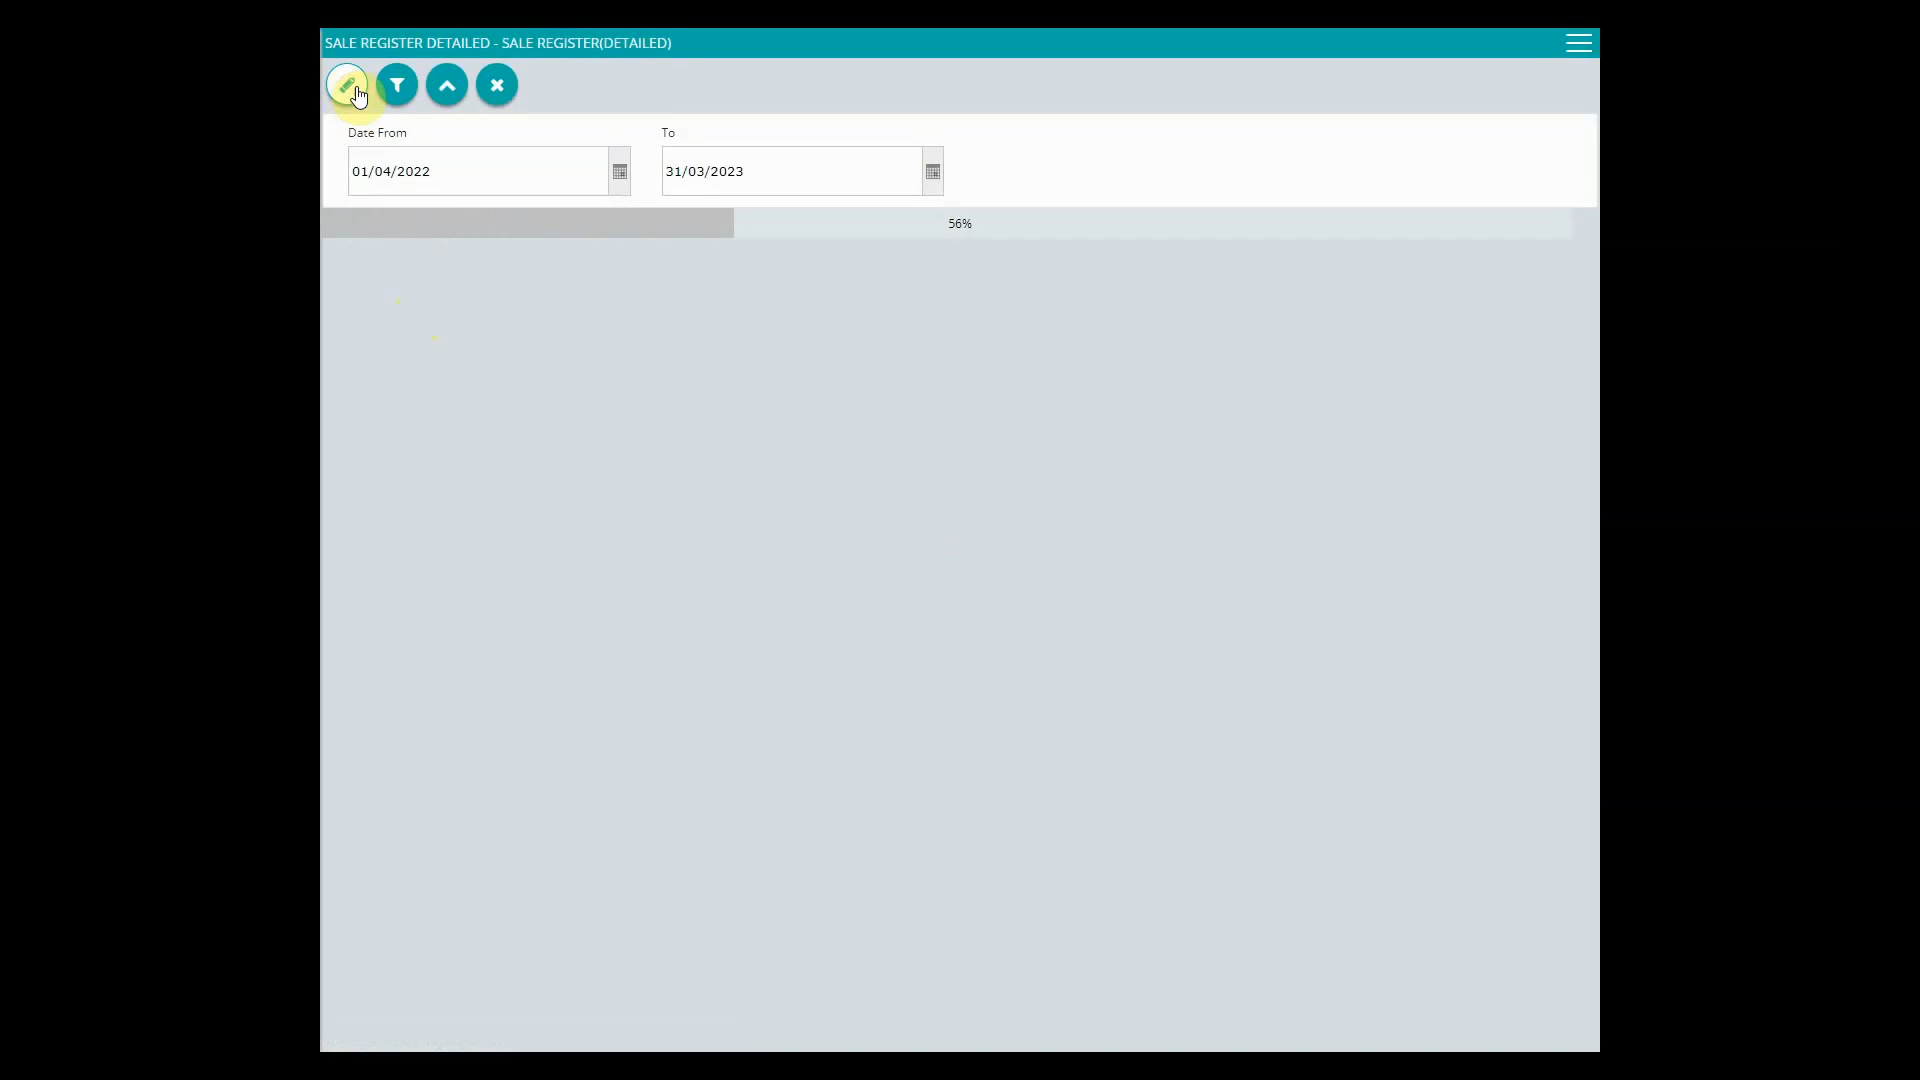 SALE REGISTER DETAILED - SALE REGISTER(DETAILED)
Date From To
01/04/2022 31/03/2023
56%